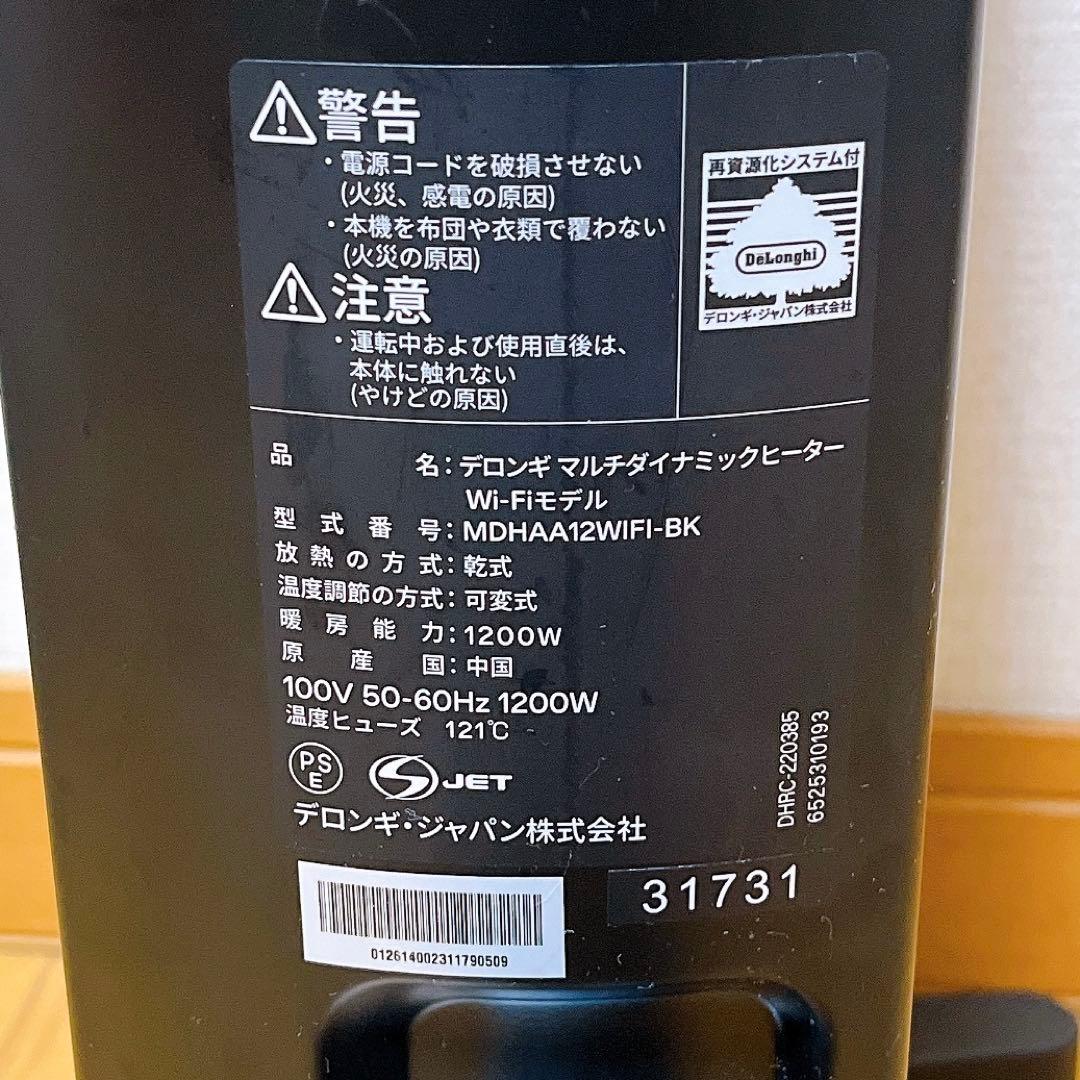 警告
・電源コードを破損させない
(火災、感電の原因)
・本機を布団や衣類で覆わない
(火災の原因)
注意
・運転中および使用直後は、
本体に触れない
(やけどの原因)
再資源化システム付
DeLonghi
デロンギ・ジャパン株式会社
品名：デロンギ マルチダイナミックヒーター
Wi-Fiモデル
型式番号：MDHAA12WIFI-BK
放熱の方式：乾式
温度調節の方式：可変式
暖房能力：1200W
原産国：中国
100V 50-60Hz 1200W
温度ヒューズ 121℃
PSE
S JET
デロンギ・ジャパン株式会社
DHRC-220385
6525310193
31731
012614002311790509